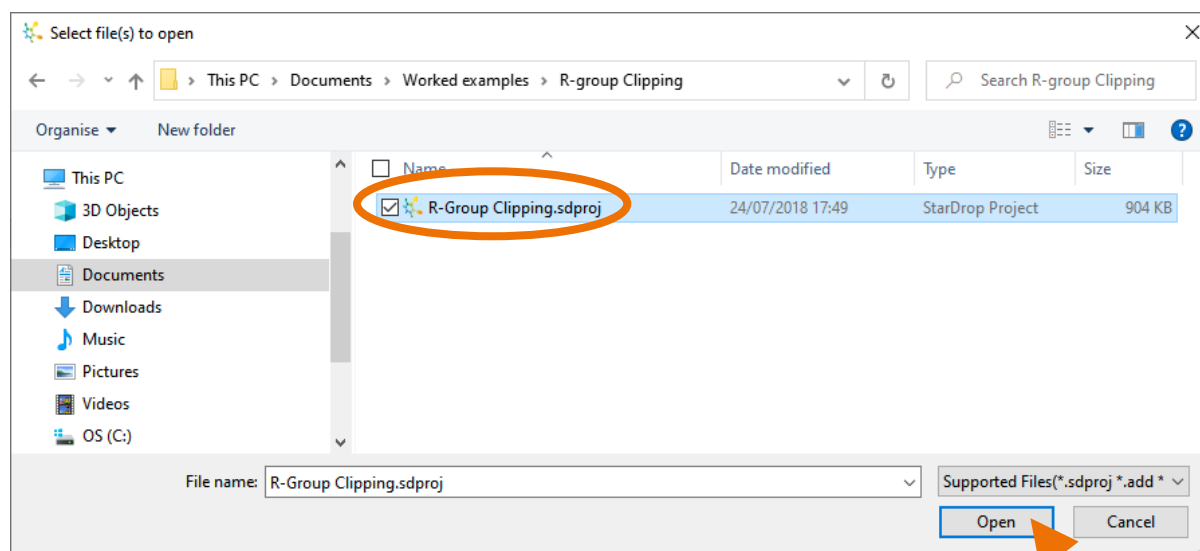 Select file(s) to open
This PC > Documents > Worked examples > R-group Clipping
Search R-group Clipping
Organise New folder
?
This PC
3D Objects
Desktop
Documents
Downloads
Music
Pictures
Videos
OS (C:)
Name Date modified Type Size
R-Group Clipping.sdproj 24/07/2018 17:49 StarDrop Project 904 KB
File name: R-Group Clipping.sdproj
Supported Files(*.sdproj *.add *
Open Cancel